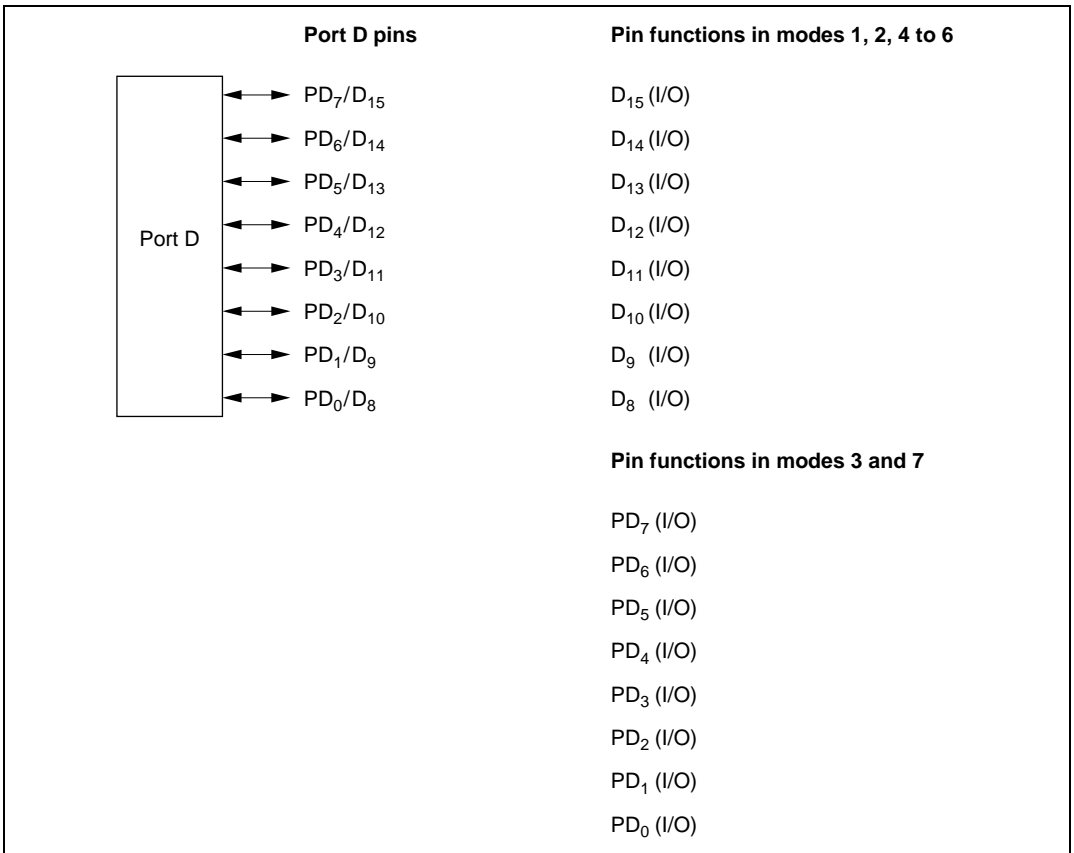 Port D pins Pin functions in modes 1, 2, 4 to 6
PD₇/D₁₅ D₁₅ (I/O)
PD₆/D₁₄ D₁₄ (I/O)
PD₅/D₁₃ D₁₃ (I/O)
Port D PD₄/D₁₂ D₁₂ (I/O)
PD₃/D₁₁ D₁₁ (I/O)
PD₂/D₁₀ D₁₀ (I/O)
PD₁/D₉ D₉ (I/O)
PD₀/D₈ D₈ (I/O)
Pin functions in modes 3 and 7
PD₇ (I/O)
PD₆ (I/O)
PD₅ (I/O)
PD₄ (I/O)
PD₃ (I/O)
PD₂ (I/O)
PD₁ (I/O)
PD₀ (I/O)